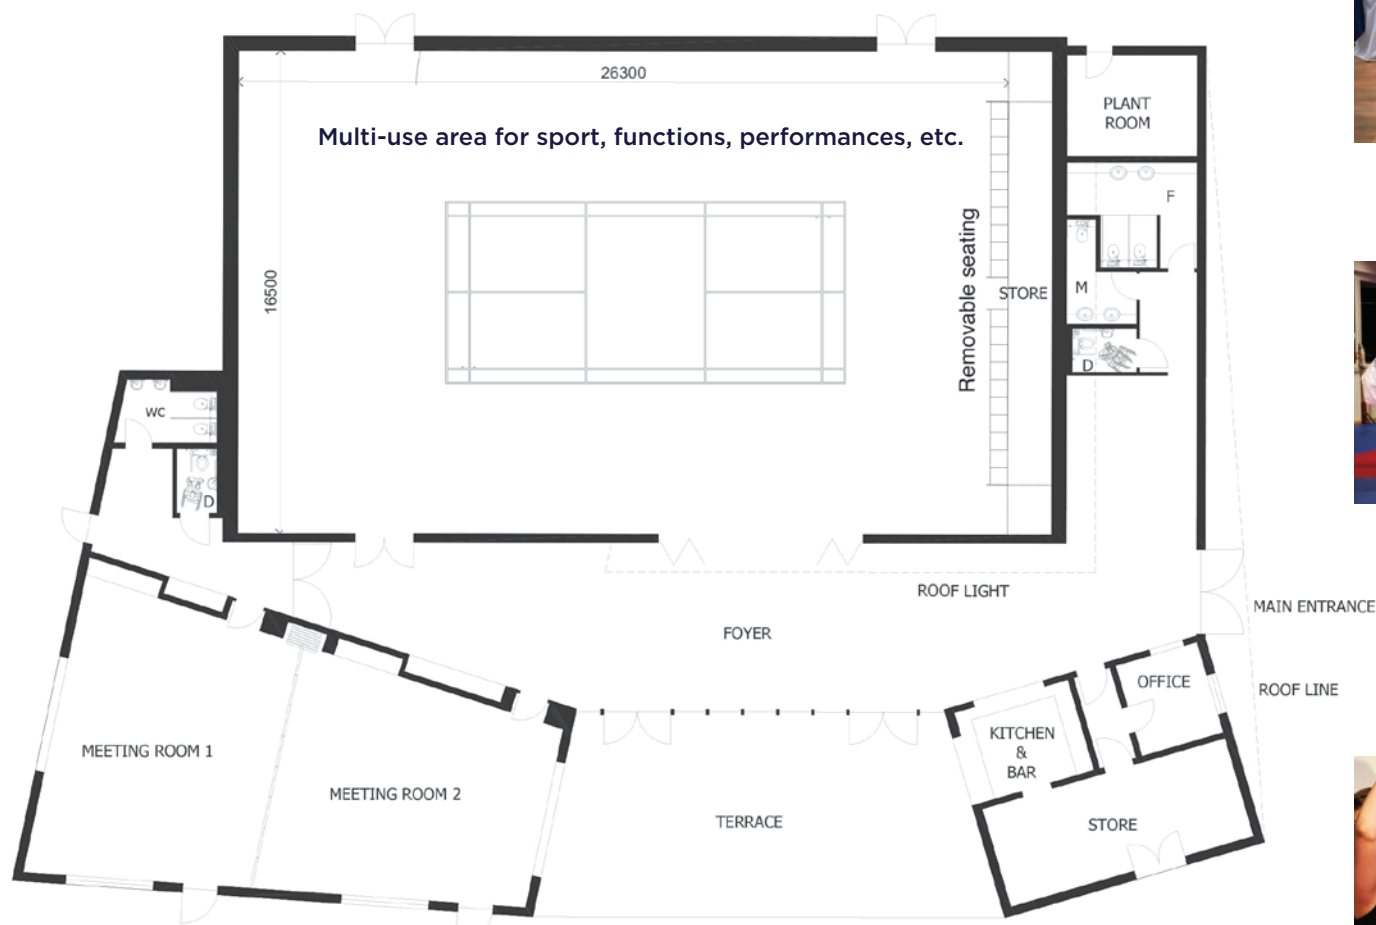 26300
Multi-use area for sport, functions, performances, etc.
PLANT
ROOM
F
16500
Removable seating
STORE
M
D
WC
D
ROOF LIGHT
MAIN ENTRANCE
FOYER
OFFICE
ROOF LINE
KITCHEN
&
BAR
MEETING ROOM 1
MEETING ROOM 2
TERRACE
STORE